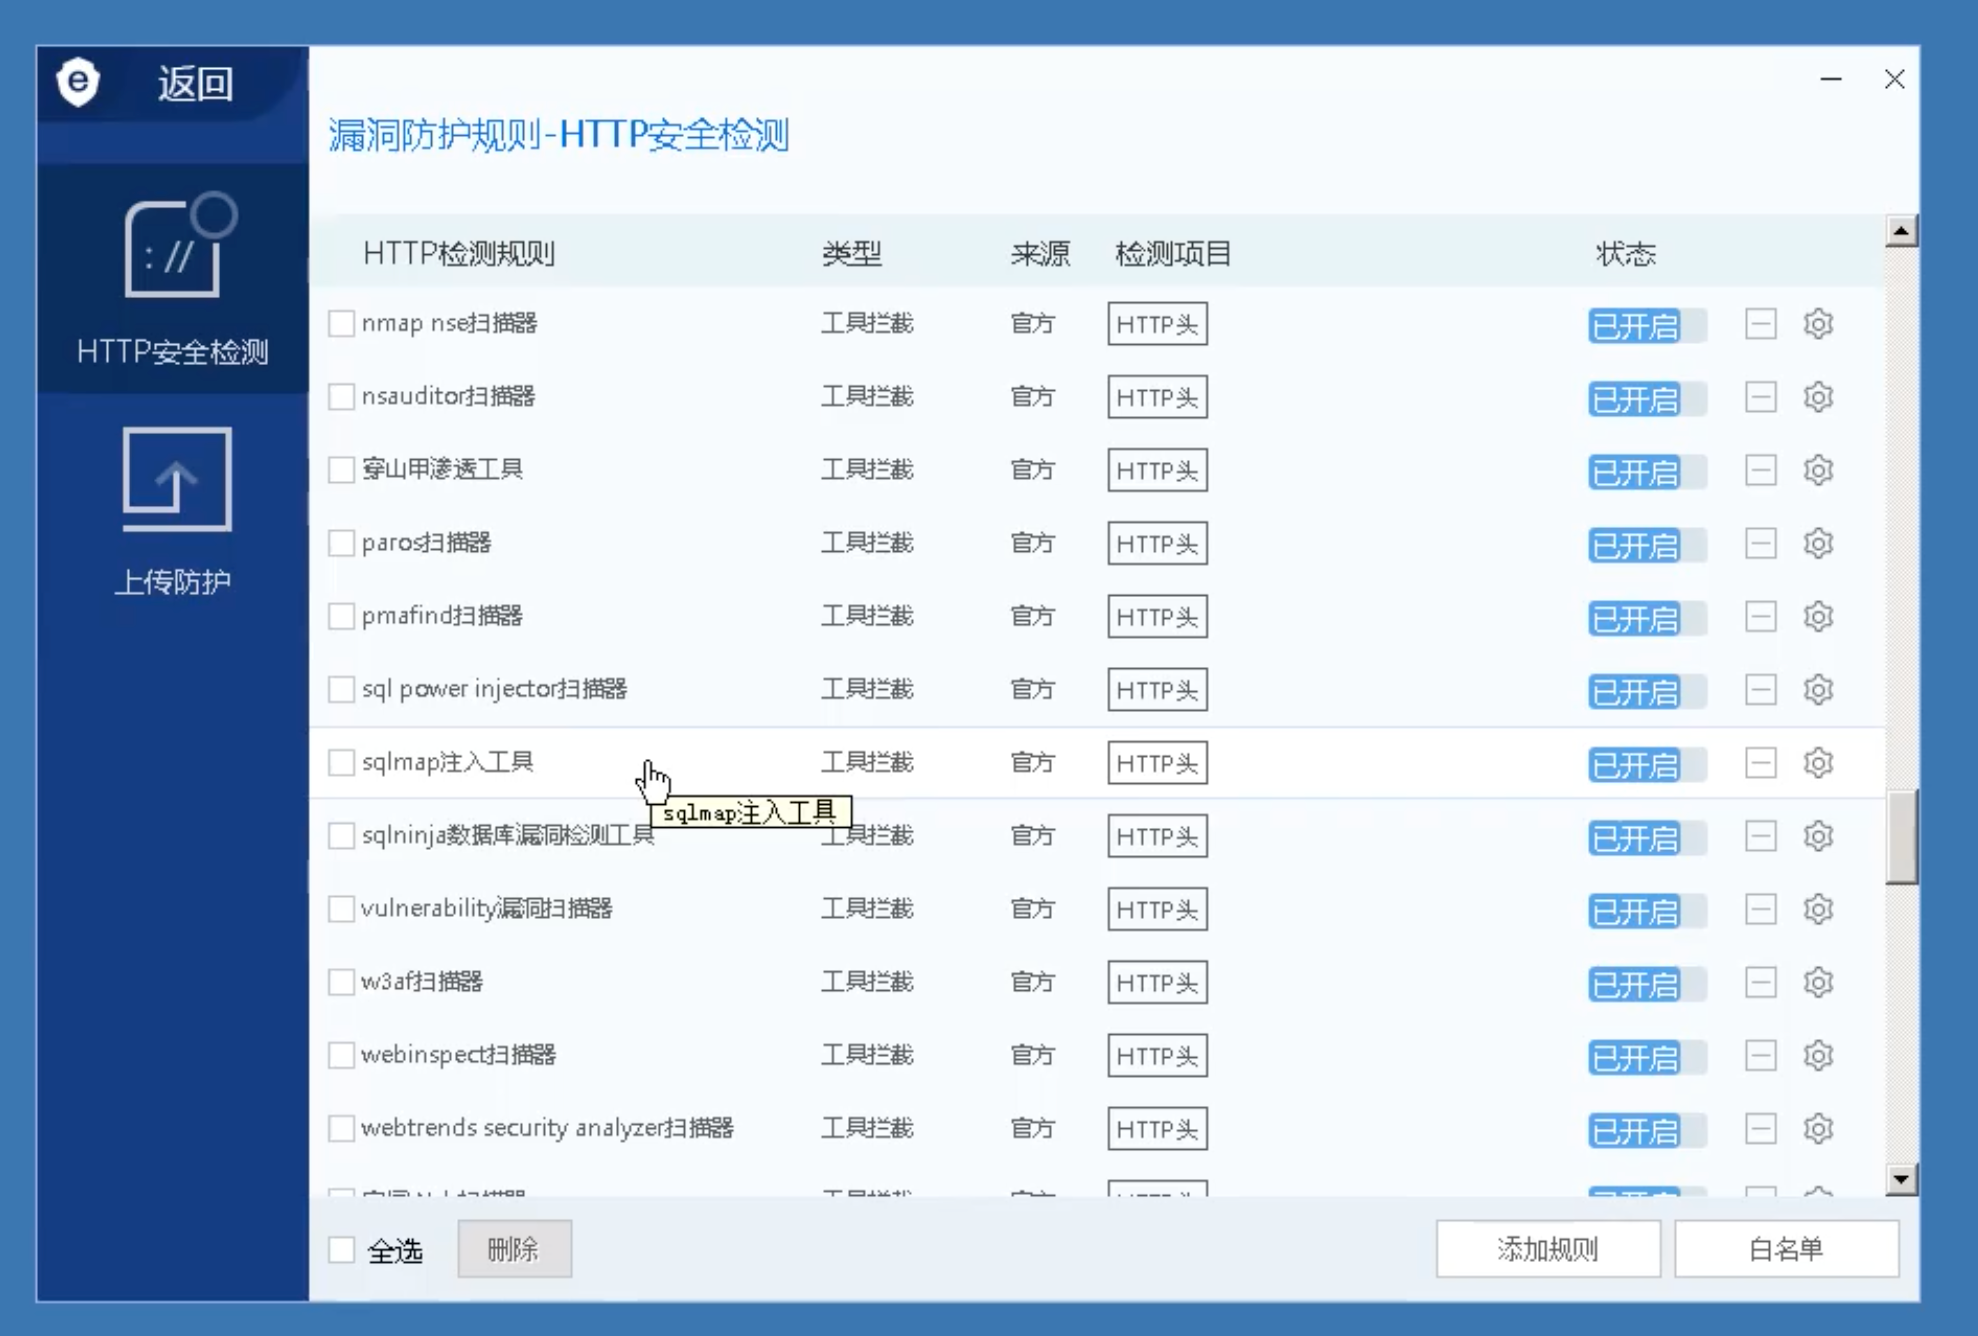 返回
漏洞防护规则-HTTP安全检测
HTTP检测规则 类型 来源 检测项目 状态
nmap nse扫描器 工具拦截 官方 HTTP头 已开启
nsauditor扫描器 工具拦截 官方 HTTP头 已开启
穿山甲渗透工具 工具拦截 官方 HTTP头 已开启
paros扫描器 工具拦截 官方 HTTP头 已开启
pmafind扫描器 工具拦截 官方 HTTP头 已开启
sql power injector扫描器 工具拦截 官方 HTTP头 已开启
sqlmap注入工具 工具拦截 官方 HTTP头 已开启
sqlmap注入工具
sqlninja数据库漏洞检测工具 工具拦截 官方 HTTP头 已开启
vulnerability漏洞扫描器 工具拦截 官方 HTTP头 已开启
w3af扫描器 工具拦截 官方 HTTP头 已开启
webinspect扫描器 工具拦截 官方 HTTP头 已开启
webtrends security analyzer扫描器 工具拦截 官方 HTTP头 已开启
://
HTTP安全检测
上传防护
全选 删除 添加规则 白名单